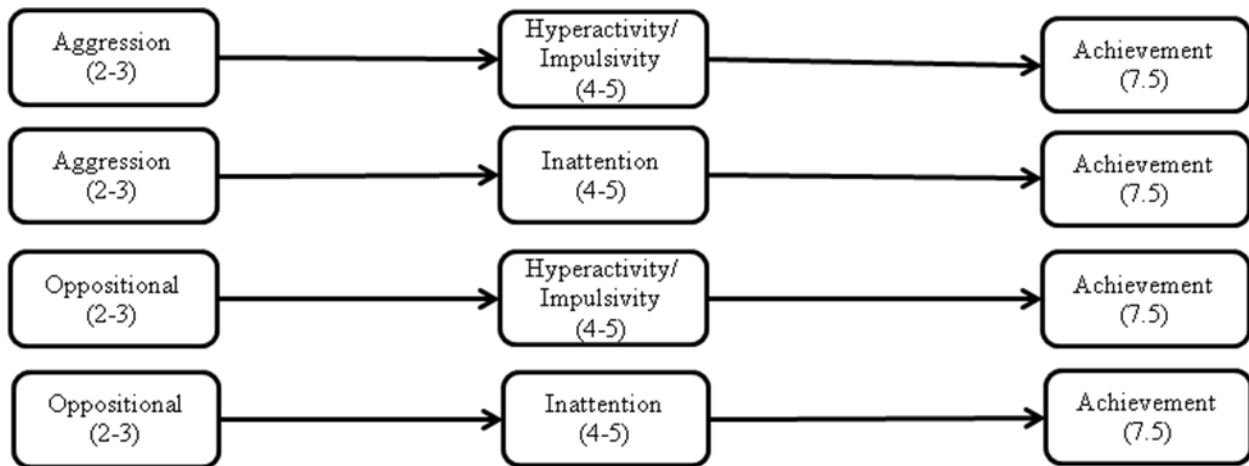 Aggression
(2-3)
Hyperactivity/
Impulsivity
(4-5)
Achievement
(7.5)
Aggression
(2-3)
Inattention
(4-5)
Achievement
(7.5)
Oppositional
(2-3)
Hyperactivity/
Impulsivity
(4-5)
Achievement
(7.5)
Oppositional
(2-3)
Inattention
(4-5)
Achievement
(7.5)